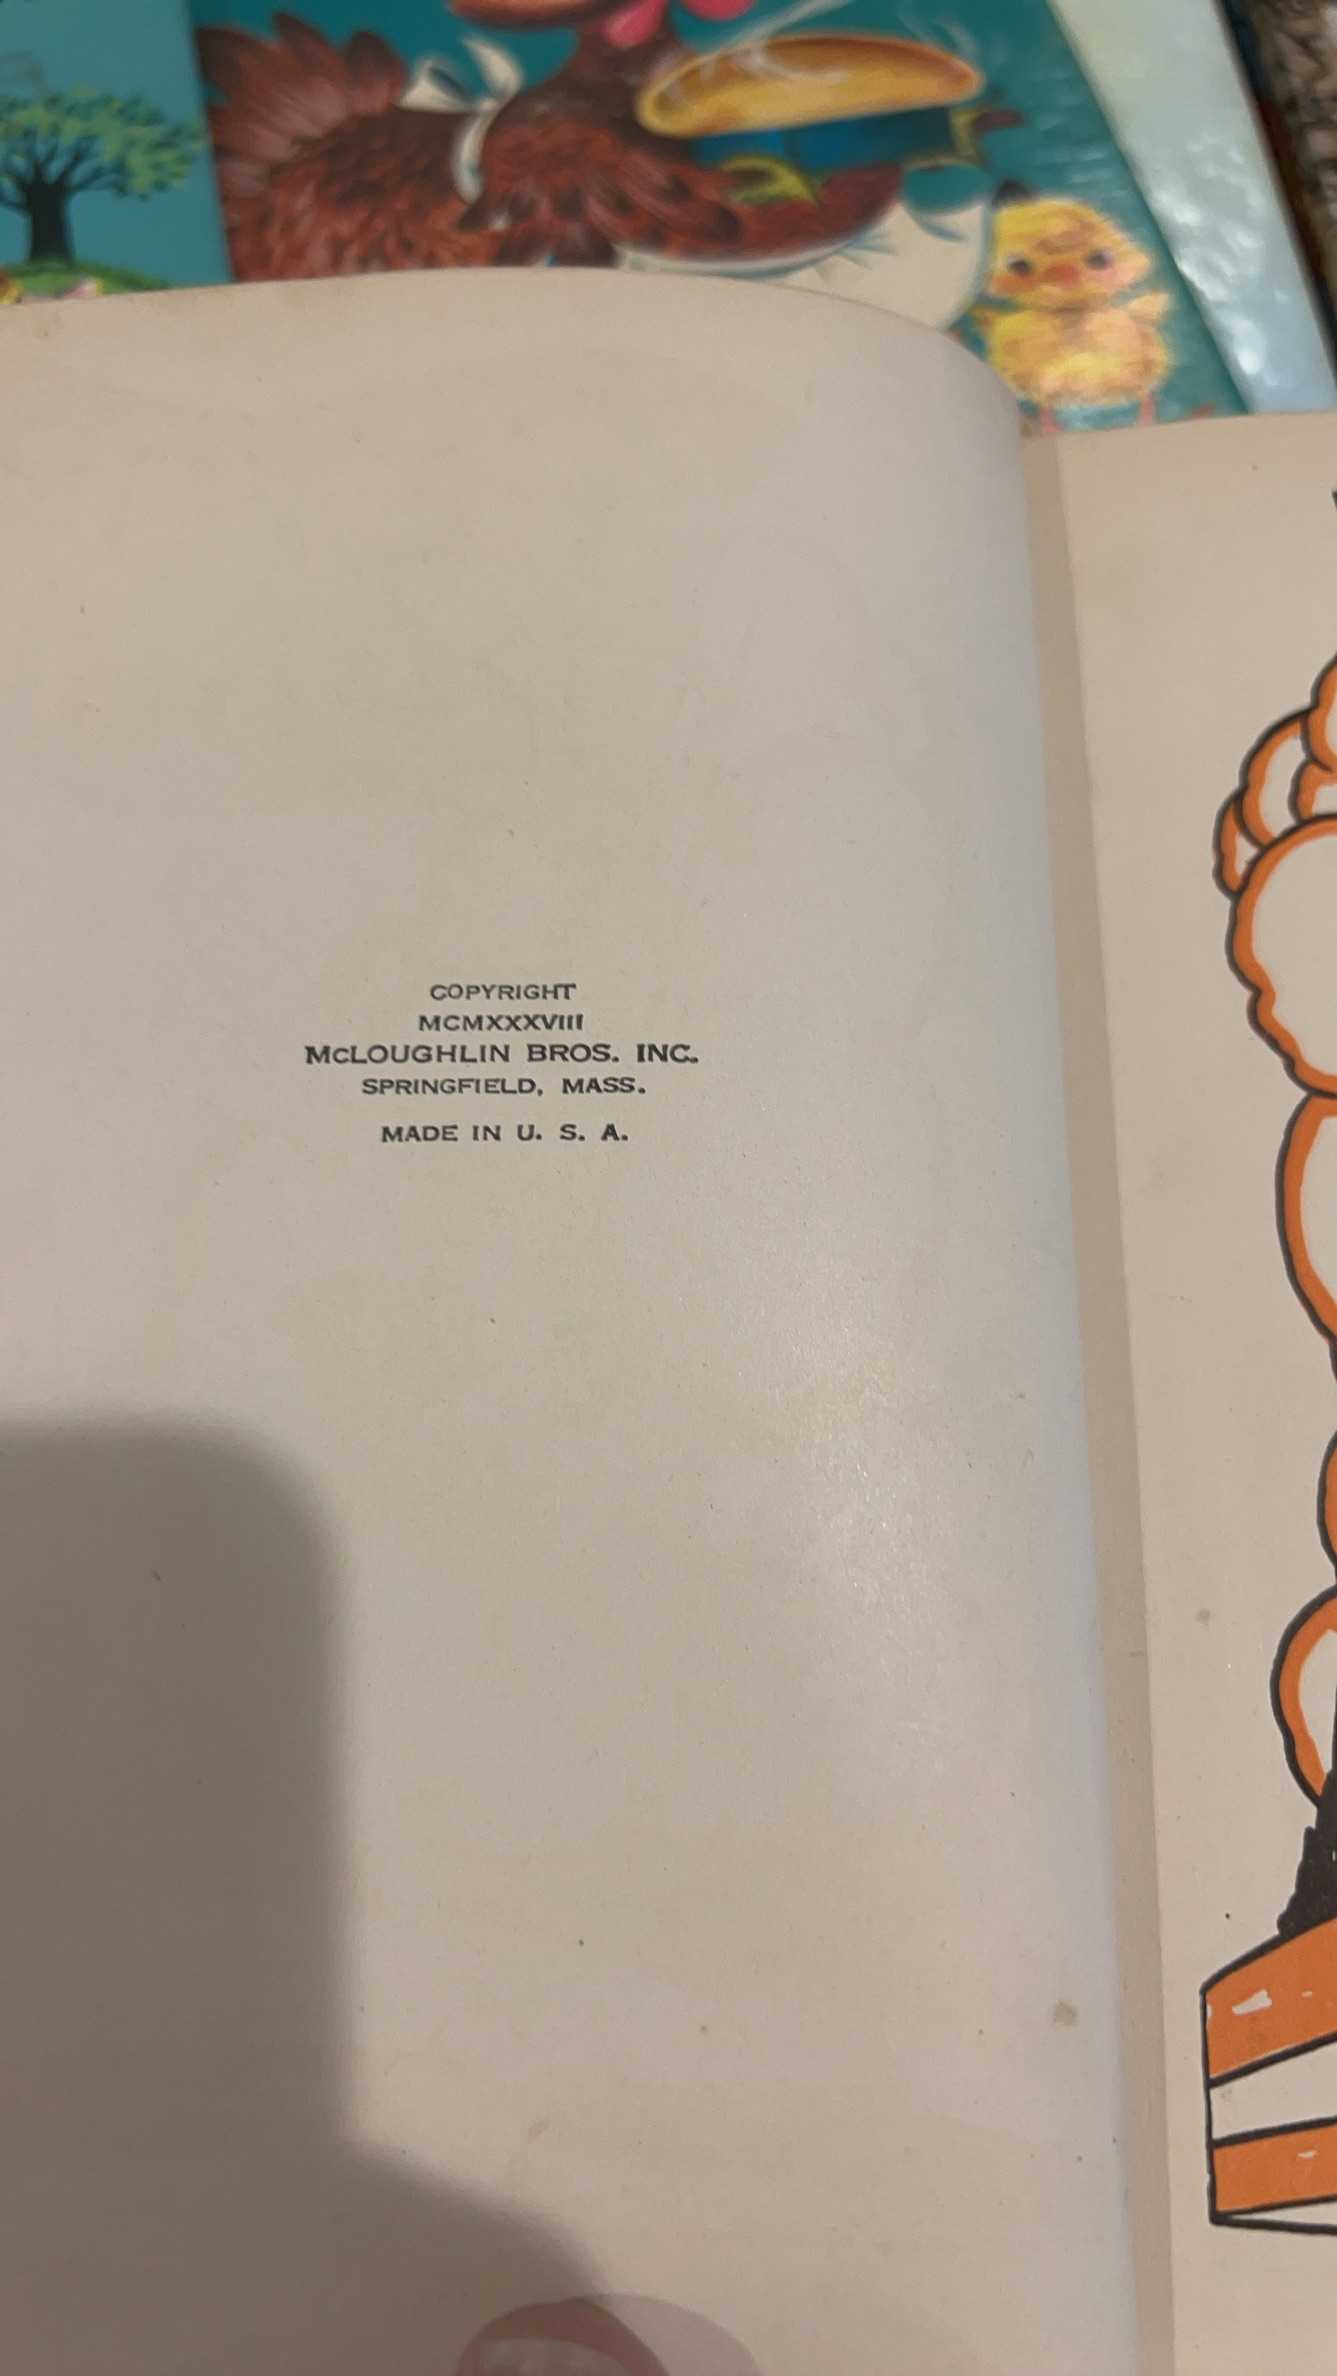 COPYRIGHT
MCMXXXVIII
McLOUGHLIN BROS. INC.
SPRINGFIELD, MASS.
MADE IN U. S. A.